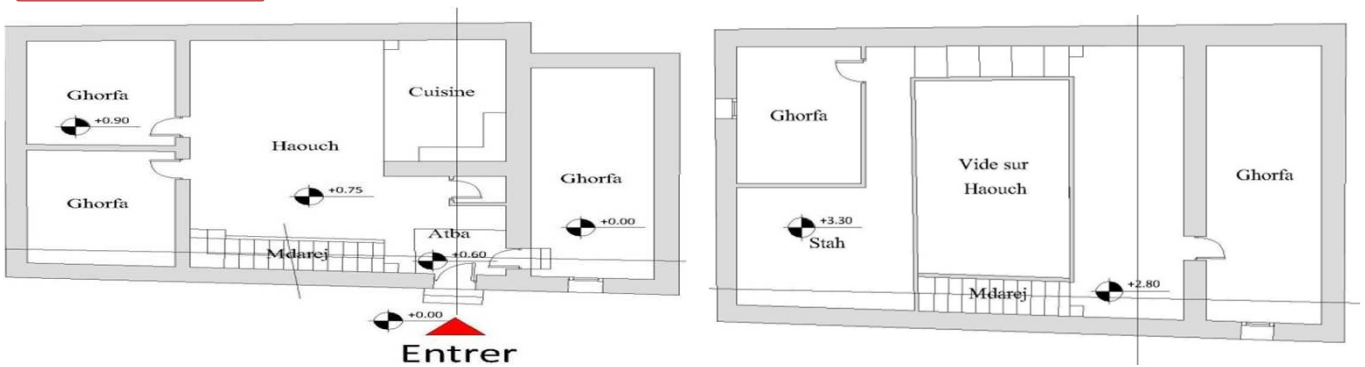 Ghorfa
+0.90
Cuisine
Haouch
Ghorfa
+0.75
Ghorfa
+0.00
Atba
Mdarej
+0.60
+0.00
Entrer
Ghorfa
Vide sur
Haouch
Ghorfa
+3.30
Stah
Mdarej
+2.80